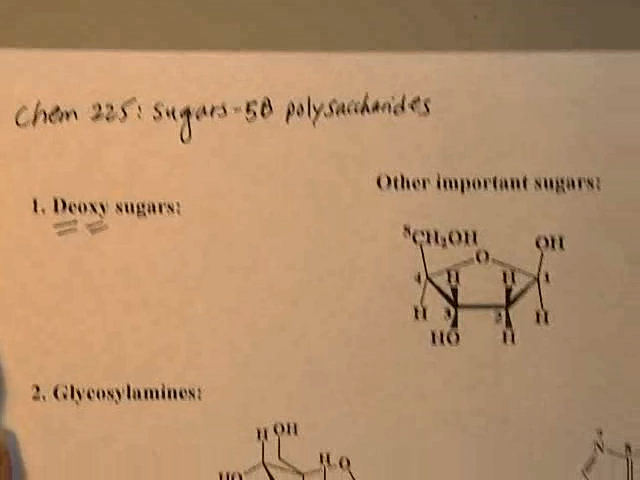 Chem 225: Sugars-5B polysaccharides
Other important sugars:
1. Deoxy sugars:
5CH₂OH
OH
O
4 H H 1
H 3 2 H
HO H
2. Glycosylamines:
H OH
H O
HO
N